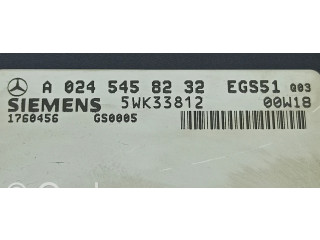 A 024 545 82 32 EGS51 Q03
SIEMENS 5WK33812 00W18
1760456 GS0005